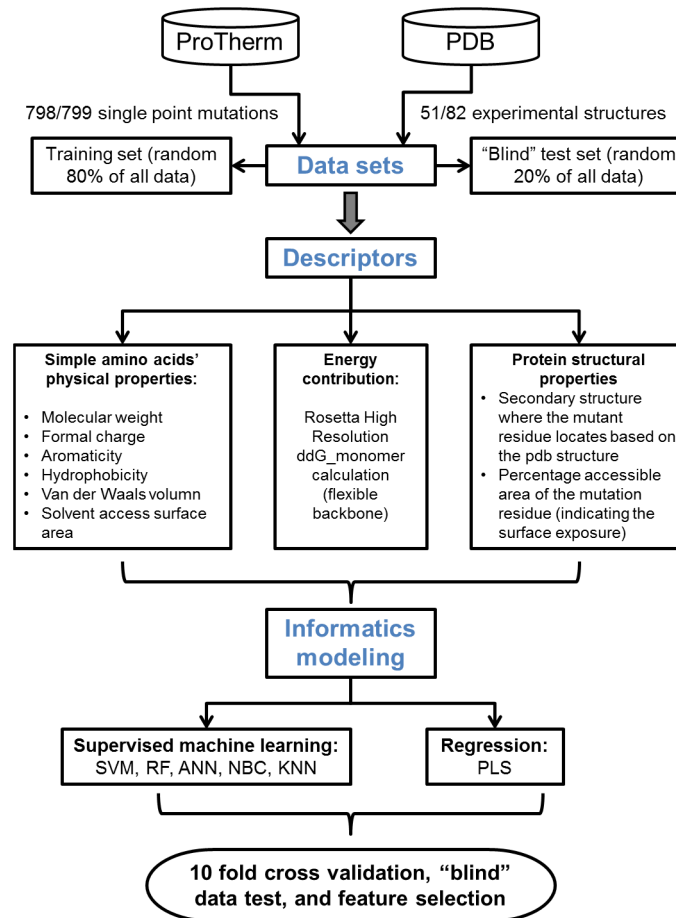 ProTherm
PDB
798/799 single point mutations
51/82 experimental structures
Training set (random
80% of all data)
Data sets
“Blind” test set (random
20% of all data)
Descriptors
Simple amino acids’
physical properties:
• Molecular weight
• Formal charge
• Aromaticity
• Hydrophobicity
• Van der Waals volumn
• Solvent access surface
area
Energy
contribution:
Rosetta High
Resolution
ddG_monomer
calculation
(flexible
backbone)
Protein structural
properties
• Secondary structure
where the mutant
residue locates based on
the pdb structure
• Percentage accessible
area of the mutation
residue (indicating the
surface exposure)
Informatics
modeling
Supervised machine learning:
SVM, RF, ANN, NBC, KNN
Regression:
PLS
10 fold cross validation, “blind”
data test, and feature selection